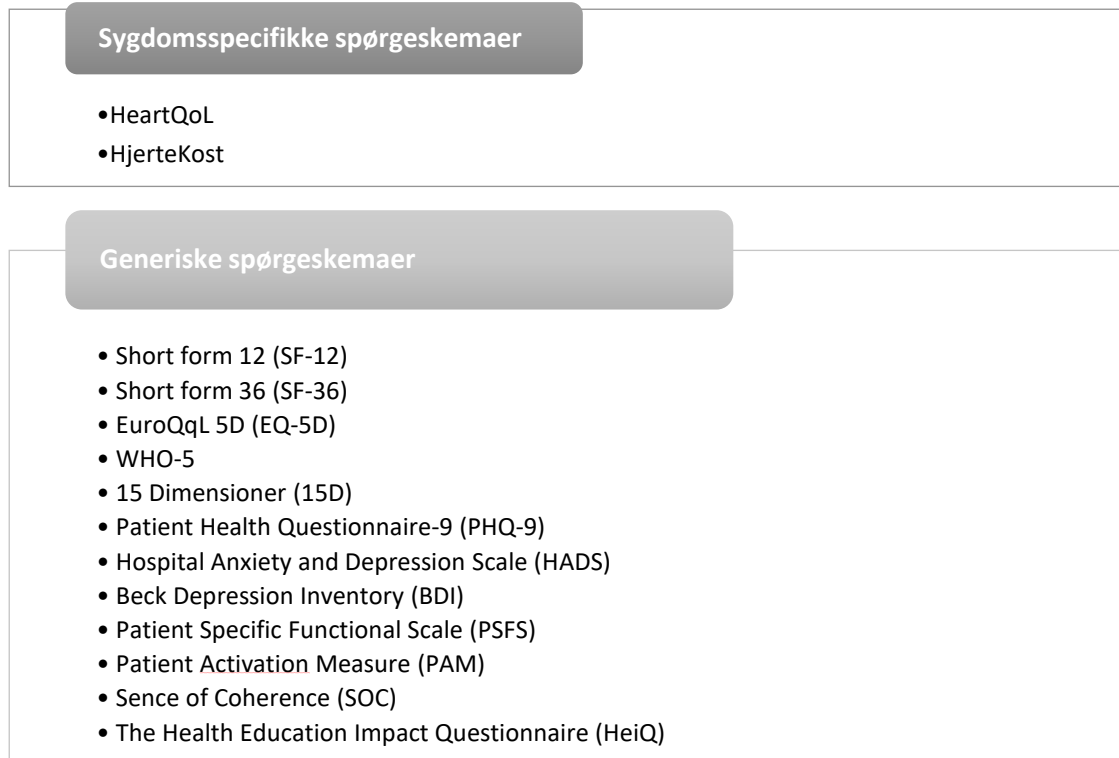 Sygdomsspecifikke spørgeskemaer
•HeartQoL
•HjerteKost
Generiske spørgeskemaer
• Short form 12 (SF-12)
• Short form 36 (SF-36)
• EuroQqL 5D (EQ-5D)
• WHO-5
• 15 Dimensioner (15D)
• Patient Health Questionnaire-9 (PHQ-9)
• Hospital Anxiety and Depression Scale (HADS)
• Beck Depression Inventory (BDI)
• Patient Specific Functional Scale (PSFS)
• Patient Activation Measure (PAM)
• Sence of Coherence (SOC)
• The Health Education Impact Questionnaire (HeiQ)